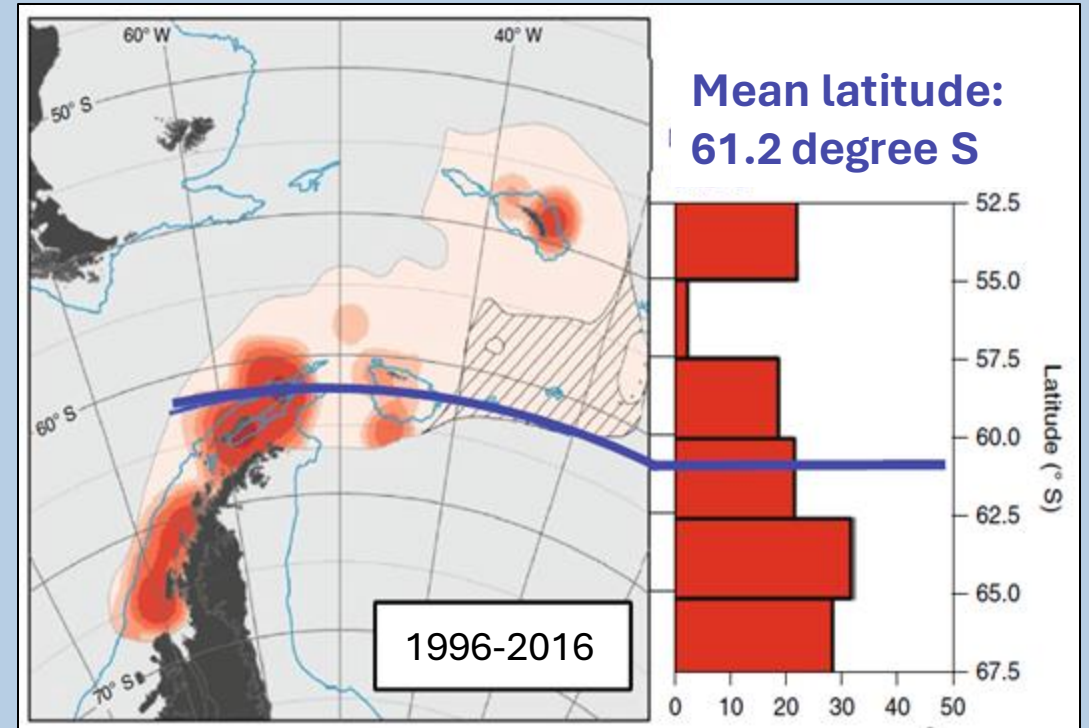 60° W
40° W
50° S
60° S
70° S
1996-2016
Mean latitude:
61.2 degree S
52.5
55.0
57.5
60.0
62.5
65.0
67.5
Latitude (° S)
0 10 20 30 40 50